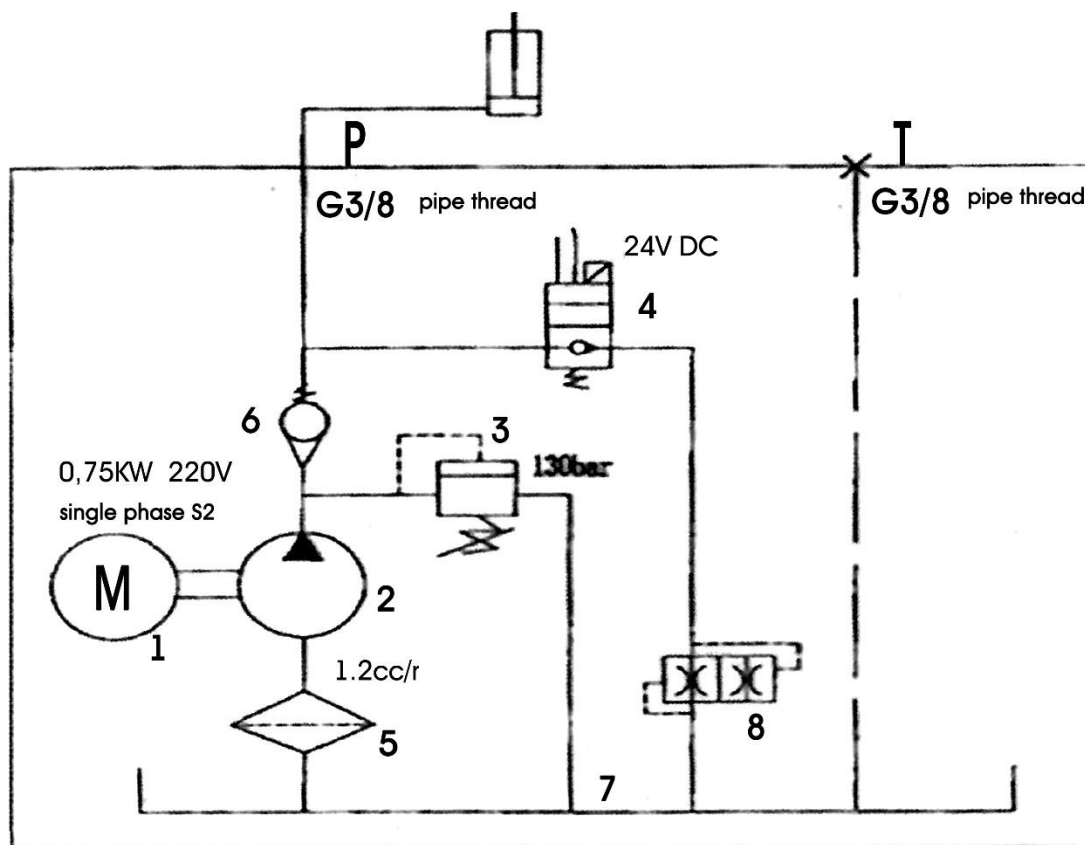 P
T
G3/8 pipe thread
G3/8 pipe thread
24V DC
4
6
3
130bar
0,75KW 220V
single phase S2
M
1
2
1.2cc/r
5
8
7